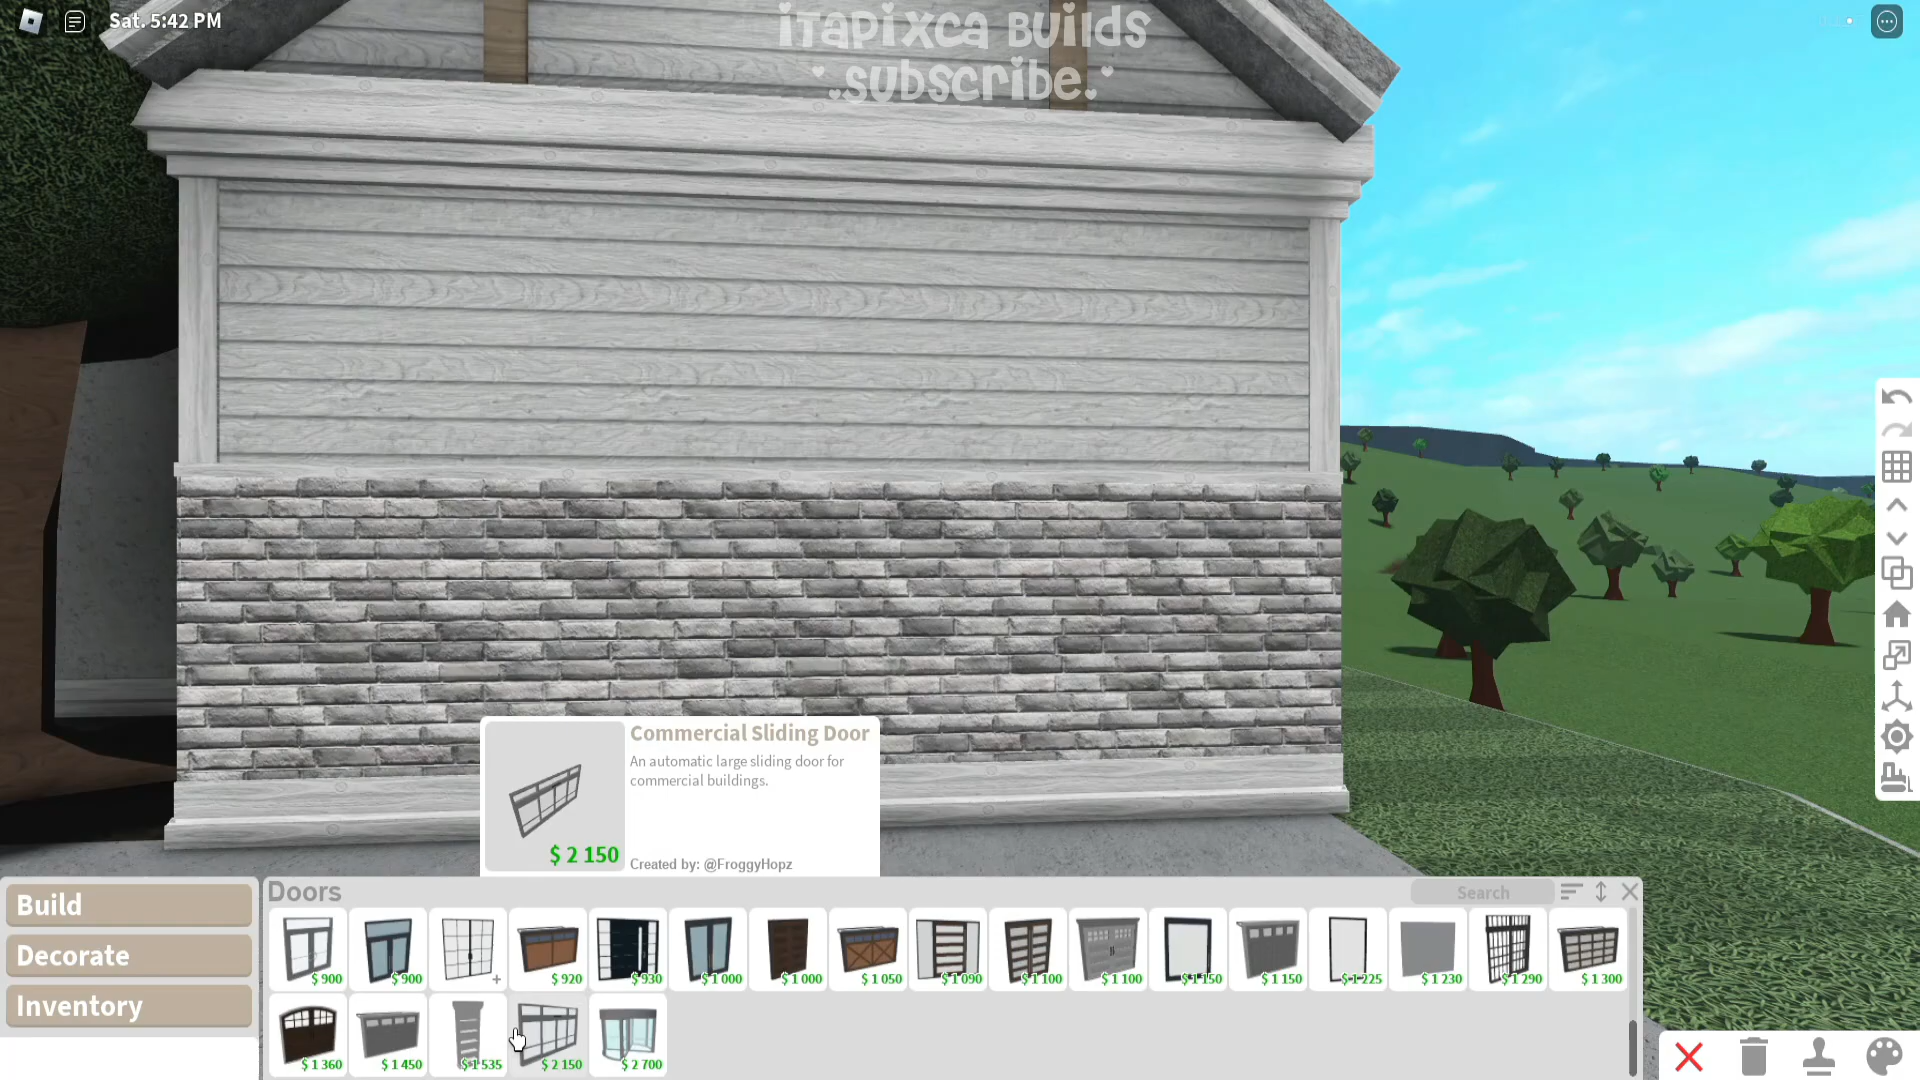 Sat. 5:42 PM
iTapixca Builds
subscribe.
Commercial Sliding Door
An automatic large sliding door for
commercial buildings.
$ 2 150
Created by: @FroggyHopz
Build
Decorate
Inventory
Doors
Search
$ 900
$ 900
$ 920
$ 930
$ 1 000
$ 1 000
$ 1 050
$ 1 090
$ 1 100
$ 1 100
$ 1 150
$ 1 150
$ 1 225
$ 1 230
$ 1 290
$ 1 300
$ 1 360
$ 1 450
$ 1 535
$ 2 150
$ 2 700